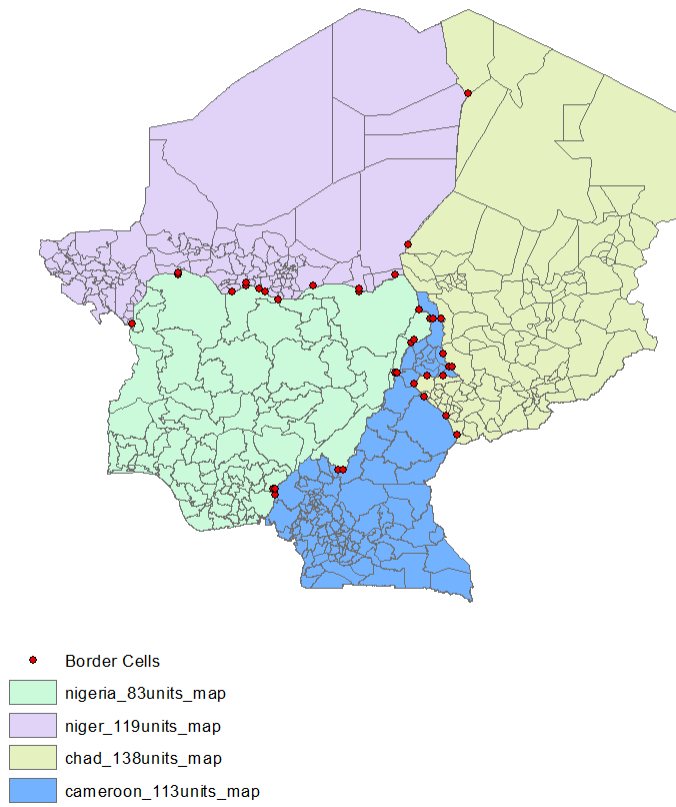 Border Cells
nigeria_83units_map
niger_119units_map
chad_138units_map
cameroon_113units_map